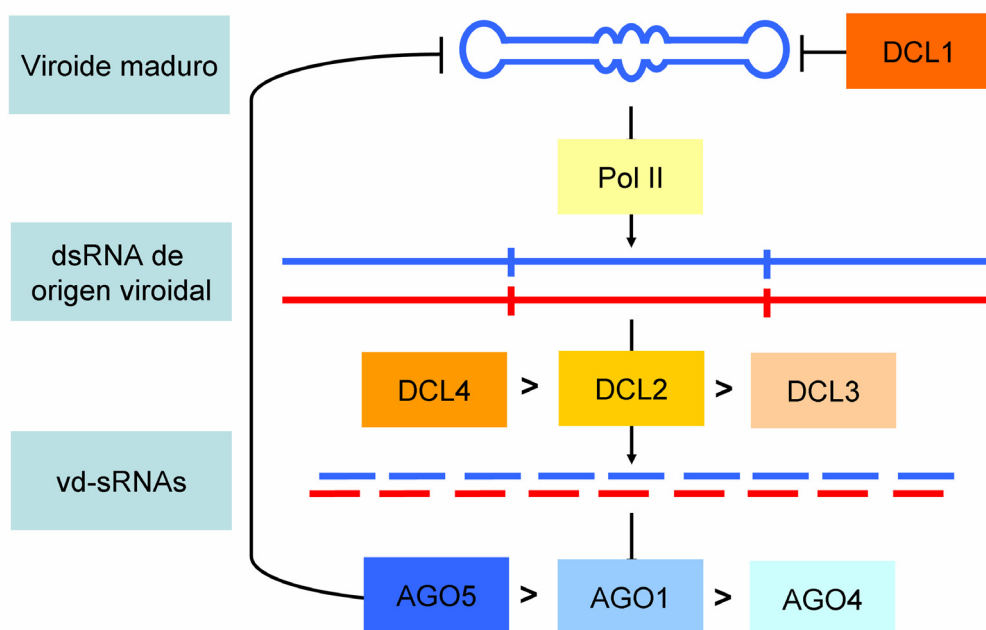 Viroide maduro
DCL1
Pol II
dsRNA de
origen viroidal
DCL4 > DCL2 > DCL3
vd-sRNAs
AGO5 > AGO1 > AGO4